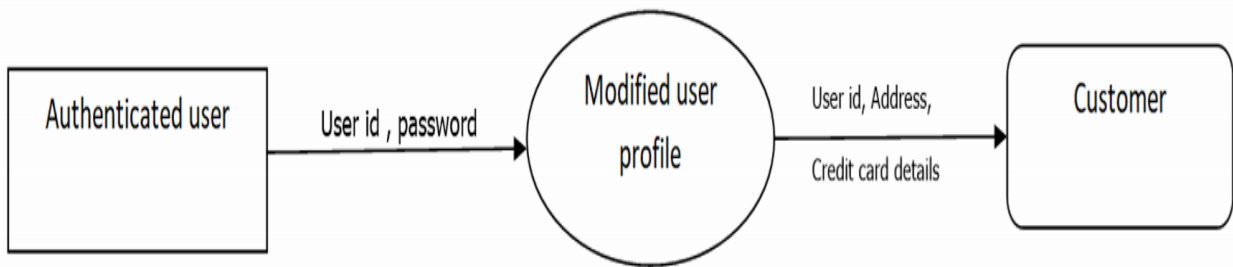 Authenticated user
User id , password
Modified user
profile
User id, Address,
Credit card details
Customer